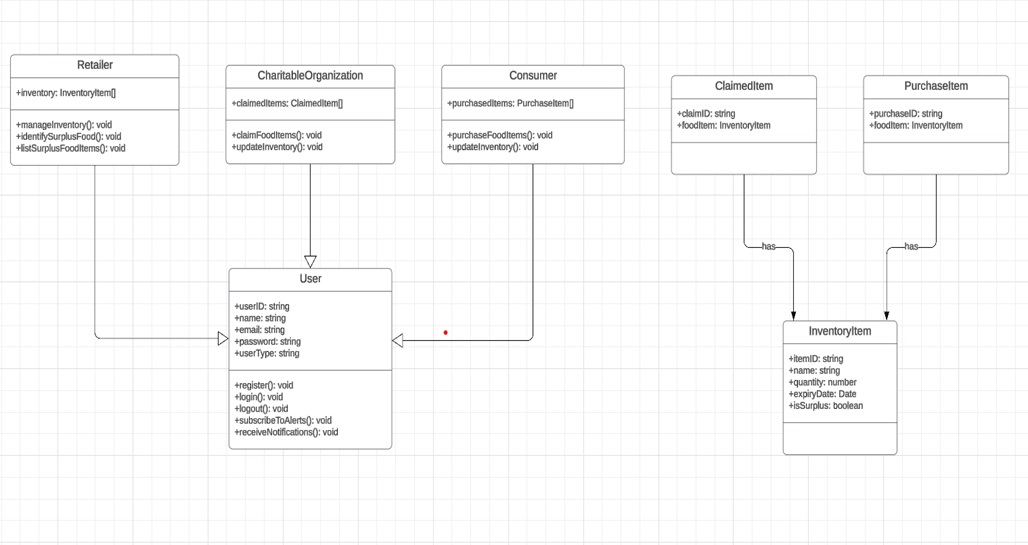 Retailer
+inventory: InventoryItem[]
+manageInventory(): void
+identifySurplusFood(): void
+listSurplusFoodItems(): void
CharitableOrganization
+claimedItems: ClaimedItem[]
+claimFoodItems(): void
+updateInventory(): void
Consumer
+purchasedItems: PurchaseItem[]
+purchaseFoodItems(): void
+updateInventory(): void
ClaimedItem
+claimID: string
+foodItem: InventoryItem
PurchaseItem
+purchaseID: string
+foodItem: InventoryItem
has
has
User
+userID: string
+name: string
+email: string
+password: string
+userType: string
+register(): void
+login(): void
+logout(): void
+subscribeToAlerts(): void
+receiveNotifications(): void
InventoryItem
+itemID: string
+name: string
+quantity: number
+expiryDate: Date
+isSurplus: boolean